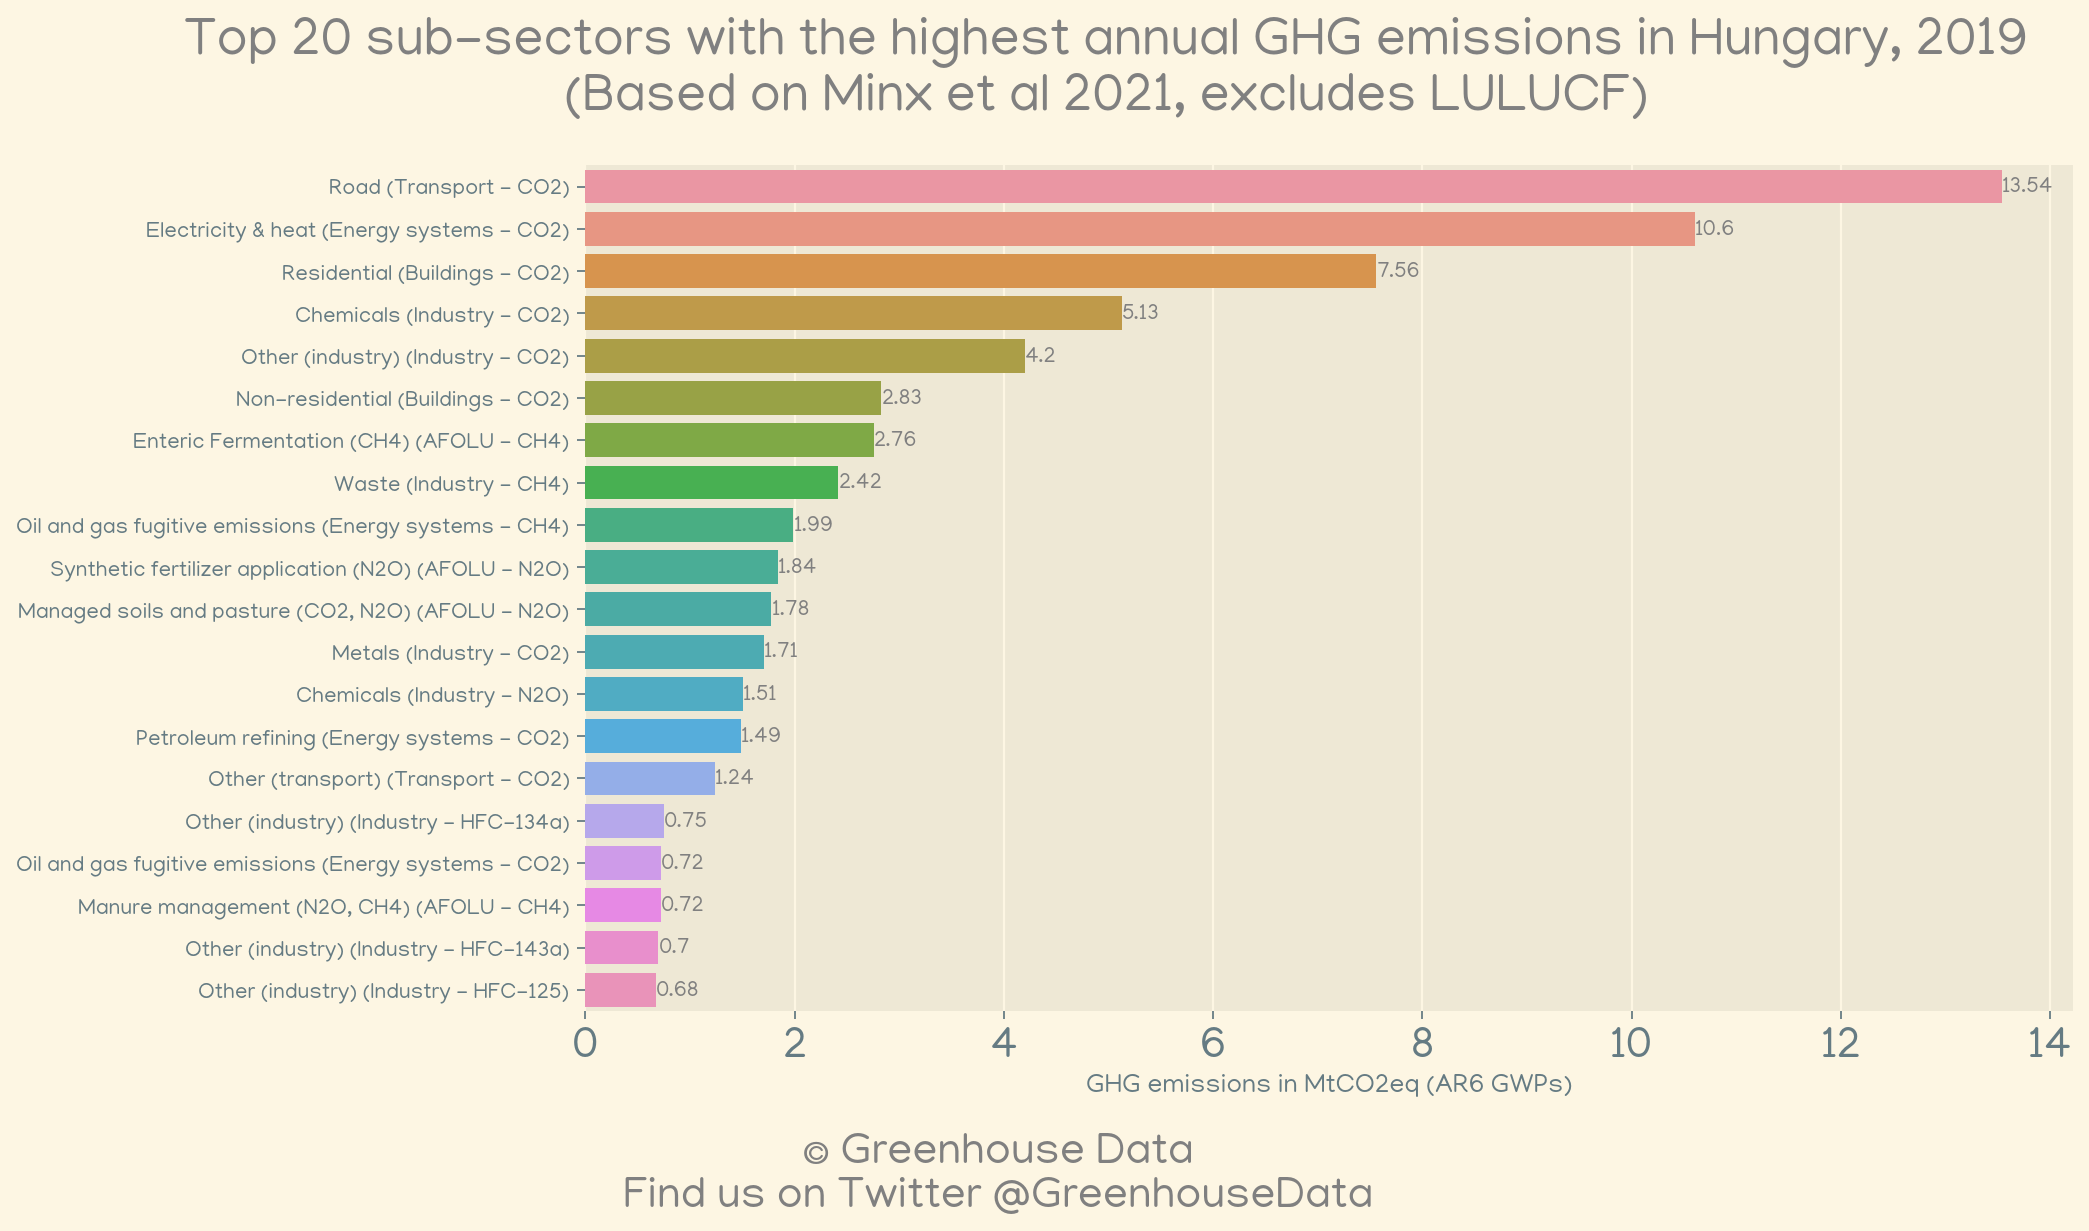 Top 20 sub-sectors with the highest annual GHG emissions in Hungary, 2019
(Based on Minx et al 2021, excludes LULUCF)
Road (Transport - CO2) 13.54
Electricity & heat (Energy systems - CO2) 10.6
Residential (Buildings - CO2) 7.56
Chemicals (Industry - CO2) 5.13
Other (industry) (Industry - CO2) 4.2
Non-residential (Buildings - CO2) 2.83
Enteric Fermentation (CH4) (AFOLU - CH4) 2.76
Waste (Industry - CH4) 2.42
Oil and gas fugitive emissions (Energy systems - CH4) 1.99
Synthetic fertilizer application (N2O) (AFOLU - N2O) 1.84
Managed soils and pasture (CO2, N2O) (AFOLU - N2O) 1.78
Metals (Industry - CO2) 1.71
Chemicals (Industry - N2O) 1.51
Petroleum refining (Energy systems - CO2) 1.49
Other (transport) (Transport - CO2) 1.24
Other (industry) (Industry - HFC-134a) 0.75
Oil and gas fugitive emissions (Energy systems - CO2) 0.72
Manure management (N2O, CH4) (AFOLU - CH4) 0.72
Other (industry) (Industry - HFC-143a) 0.7
Other (industry) (Industry - HFC-125) 0.68
0 2 4 6 8 10 12 14
GHG emissions in MtCO2eq (AR6 GWPs)
© Greenhouse Data
Find us on Twitter @GreenhouseData